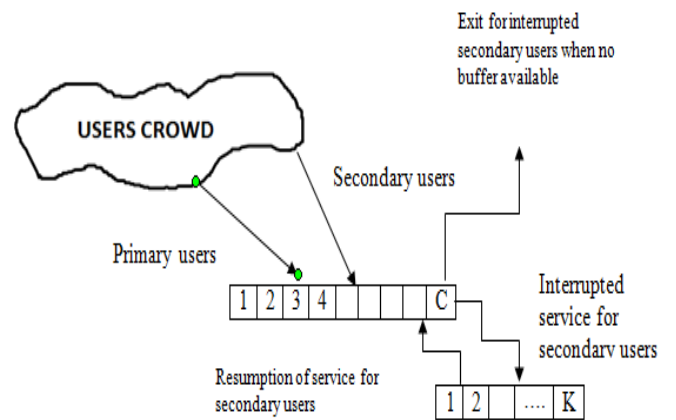 Exit for interrupted
secondary users when no
buffer available
USERS CROWD
Secondary users
Primary users
1 2 3 4 C
Interrupted
service for
secondary users
Resumption of service for
secondary users
1 2 .... K